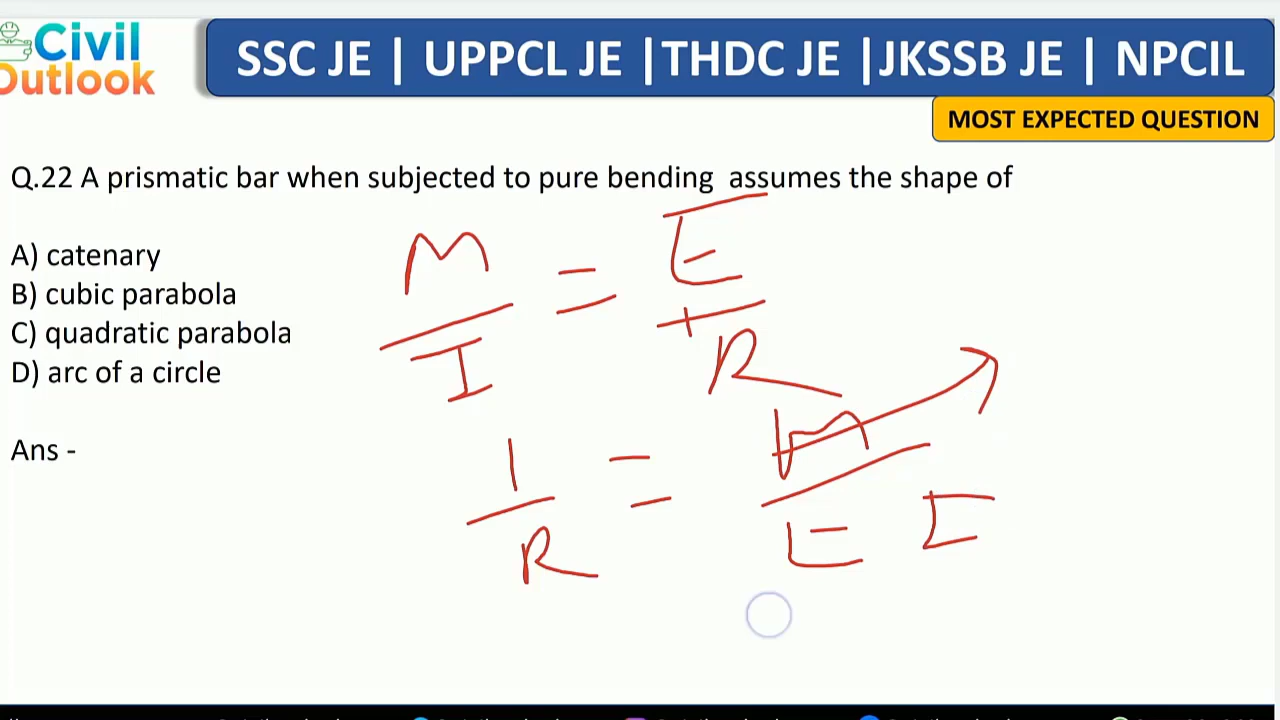 Civil
Outlook
SSC JE | UPPCL JE |THDC JE |JKSSB JE | NPCIL
MOST EXPECTED QUESTION
Q.22 A prismatic bar when subjected to pure bending assumes the shape of
A) catenary
B) cubic parabola
C) quadratic parabola
D) arc of a circle
M/I = E/R
Ans -
1/R = M/EI